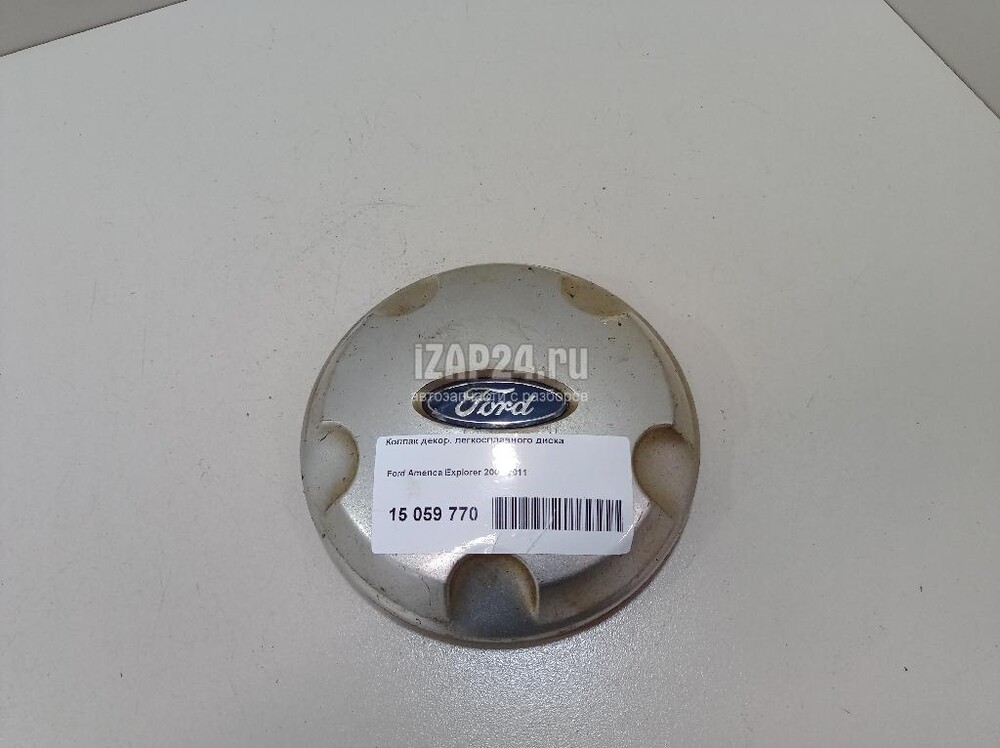 iZAP24.ru
автозапчасти с разборов
Ford
Колпак декор. легкосплавного диска
Ford America Explorer 2011
15 059 770